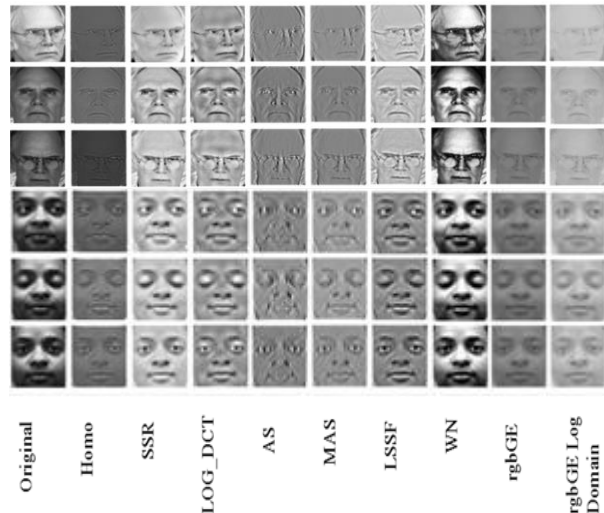 Original
Homo
SSR
LOG_DCT
AS
MAS
LSSF
WN
rgbGE
rgbGE Log
Domain